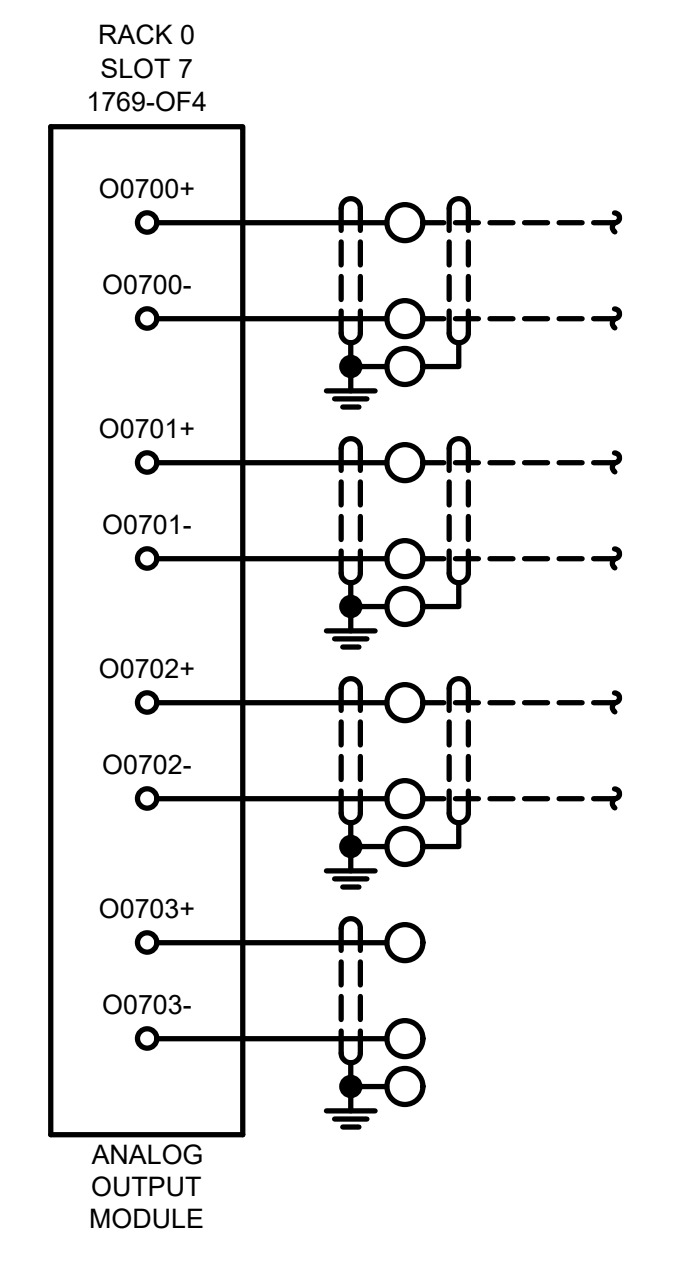 RACK 0
SLOT 7
1769-OF4
O0700+
O0700-
O0701+
O0701-
O0702+
O0702-
O0703+
O0703-
ANALOG
OUTPUT
MODULE